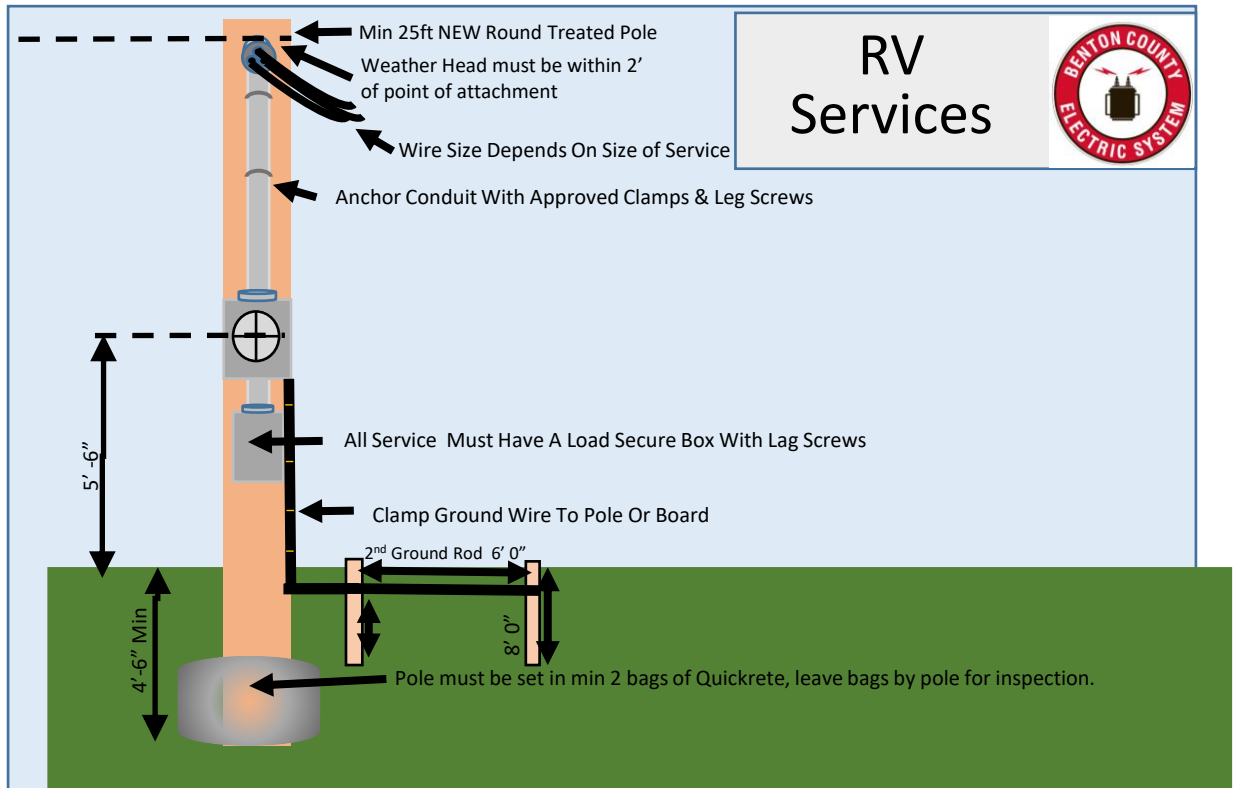 Min 25ft NEW Round Treated Pole
Weather Head must be within 2’
of point of attachment
Wire Size Depends On Size of Service
Anchor Conduit With Approved Clamps & Leg Screws
RV
Services
BENTON COUNTY
ELECTRIC SYSTEM
5’ -6”
All Service Must Have A Load Secure Box With Lag Screws
Clamp Ground Wire To Pole Or Board
2nd Ground Rod 6’ 0”
4’-6” Min
8’ 0”
Pole must be set in min 2 bags of Quickrete, leave bags by pole for inspection.